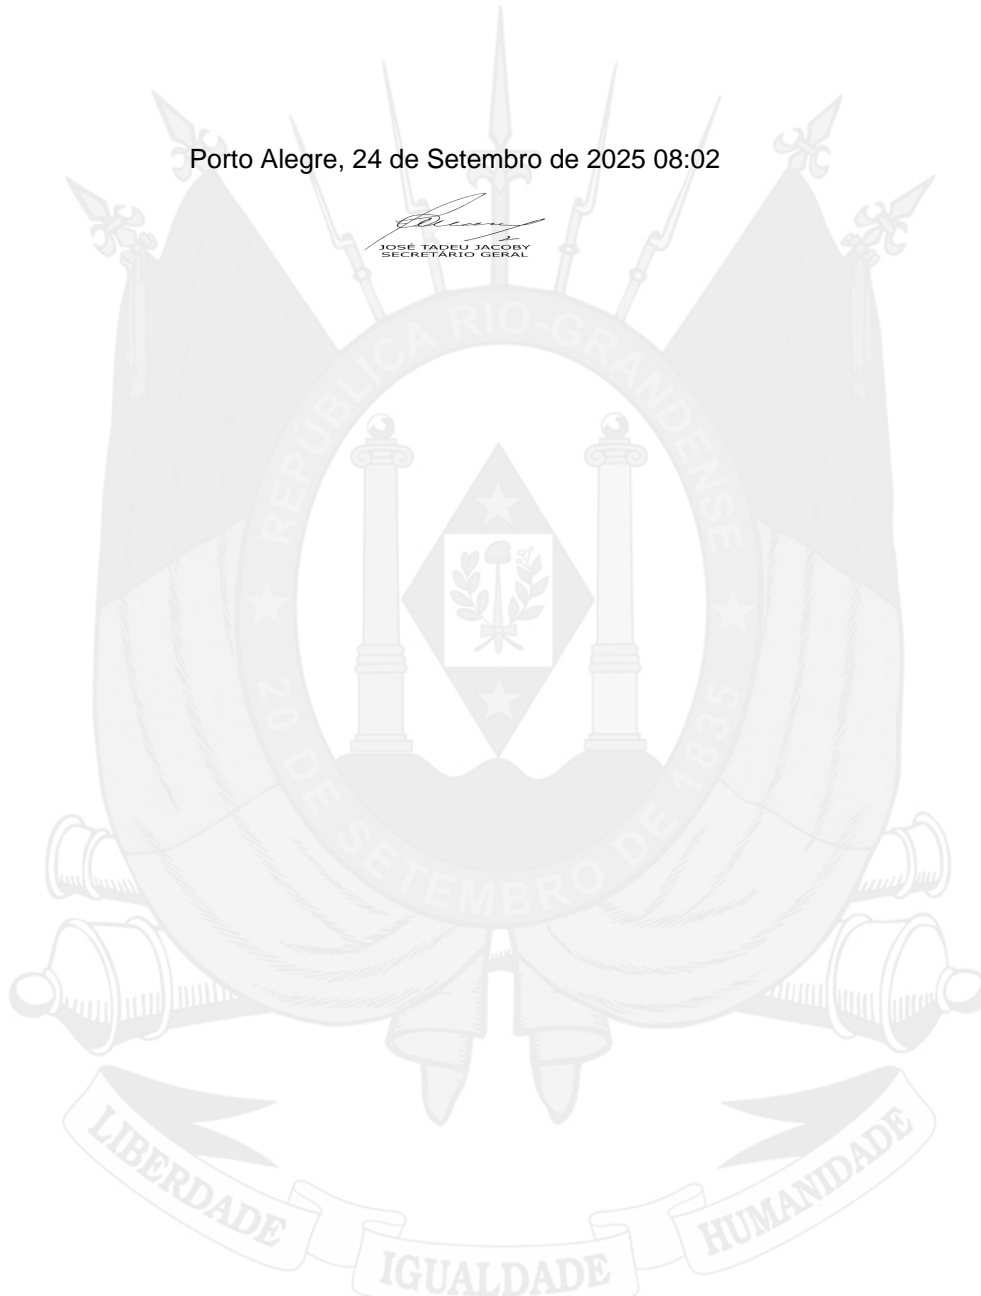 Porto Alegre, 24 de Setembro de 2025 08:02
JOSÉ TADEU JACOBY
SECRETÁRIO GERAL
REPÚBLICA RIO-GRANDENSE
20 DE SETEMBRO DE 1835
LIBERDADE
IGUALDADE
HUMANIDADE